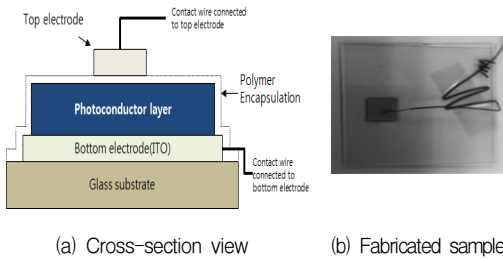 Top electrode
Contact wire connected
to top electrode
Polymer
Encapsulation
Photoconductor layer
Bottom electrode(ITO)
Contact wire
connected to
bottom electrode
Glass substrate
(a) Cross-section view
(b) Fabricated sample